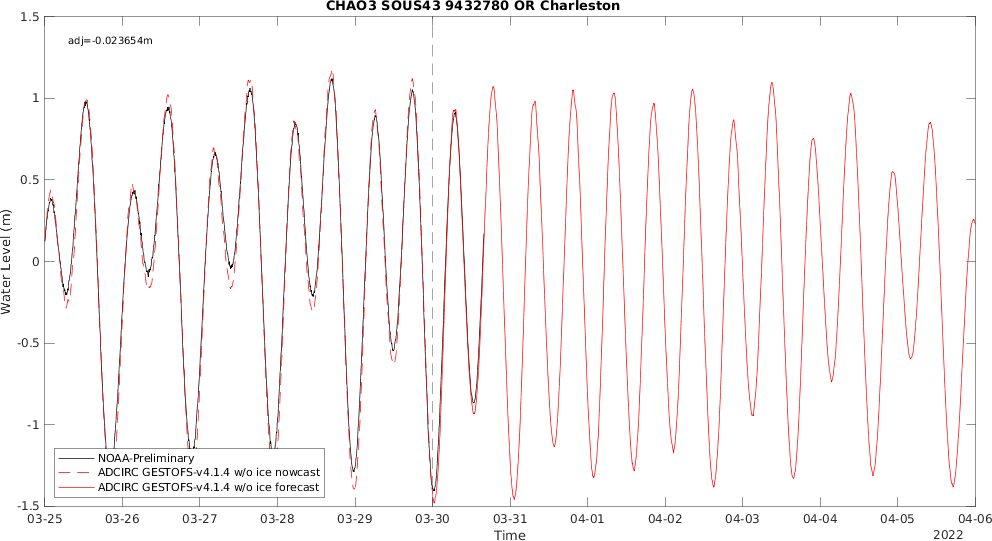 CHAO3 SOUS43 9432780 OR Charleston
adj=-0.023654m
1.5
1
0.5
0
-0.5
-1
-1.5
Water Level (m)
NOAA-Preliminary
ADCIRC GESTOFS-v4.1.4 w/o ice nowcast
ADCIRC GESTOFS-v4.1.4 w/o ice forecast
03-25 03-26 03-27 03-28 03-29 03-30 03-31 04-01 04-02 04-03 04-04 04-05 04-06
Time
2022